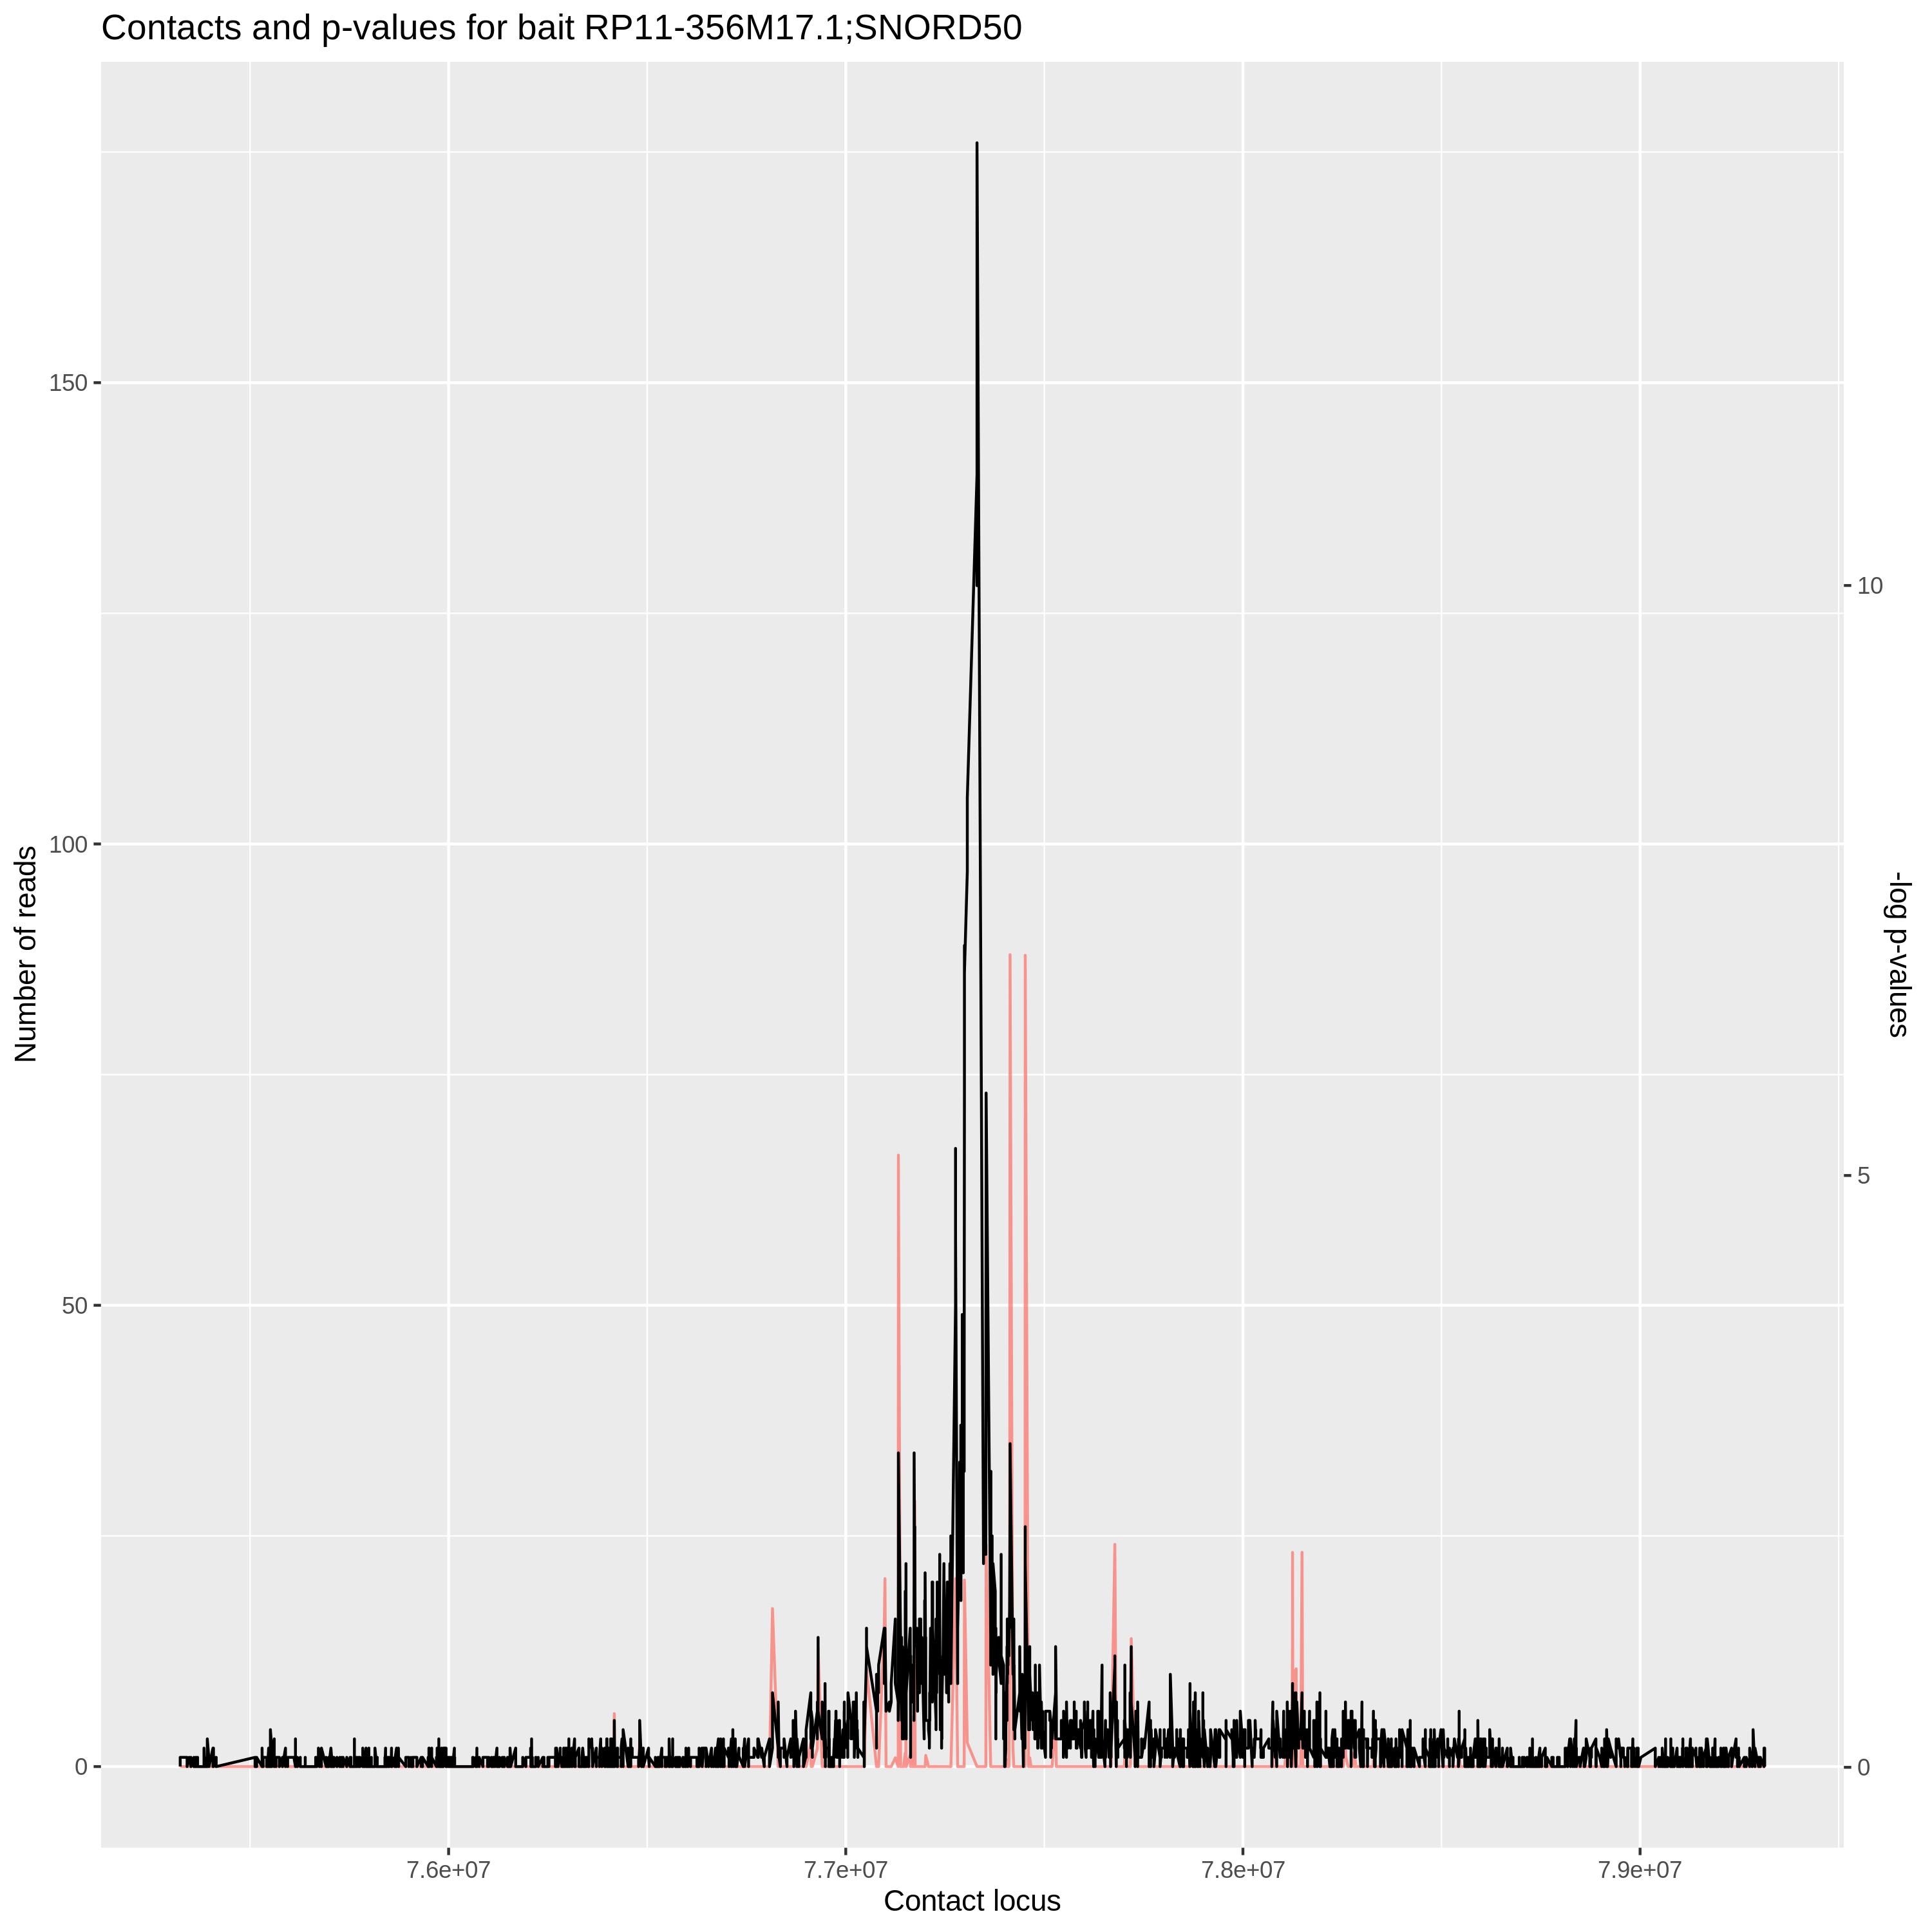 Contacts and p-values for bait RP11-356M17.1;SNORD50
150
100
50
0
Number of reads
10
5
0
-log p-values
7.6e+07
7.7e+07
7.8e+07
7.9e+07
Contact locus